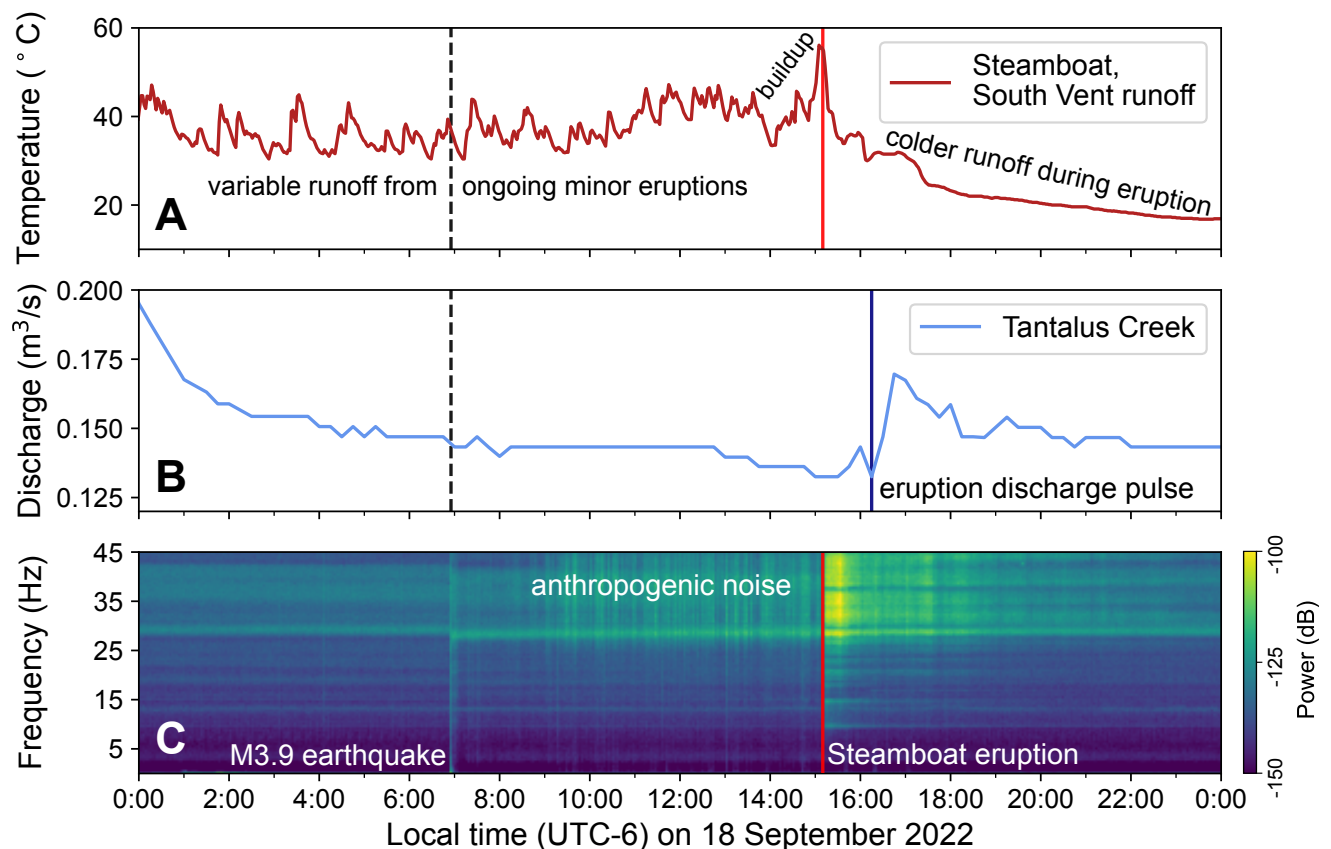 Temperature (°C)
60
40
20
buildup
Steamboat,
South Vent runoff
colder runoff during eruption
variable runoff from
ongoing minor eruptions
A
Discharge (m³/s)
0.200
0.175
0.150
0.125
Tantalus Creek
B
eruption discharge pulse
Frequency (Hz)
45
35
25
15
5
anthropogenic noise
C
M3.9 earthquake
Steamboat eruption
-100
-125
-150
Power (dB)
0:00 2:00 4:00 6:00 8:00 10:00 12:00 14:00 16:00 18:00 20:00 22:00 0:00
Local time (UTC-6) on 18 September 2022